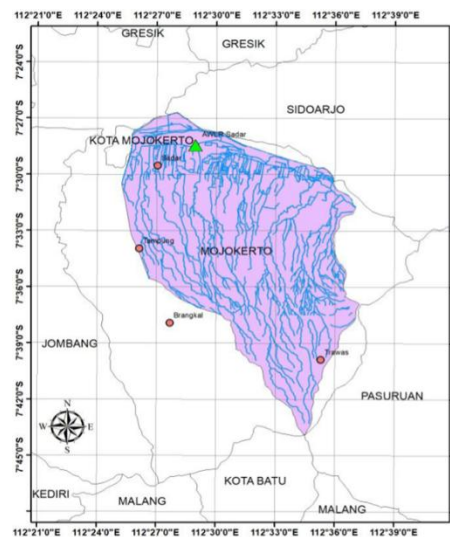 112°21'0"E 112°24'0"E 112°27'0"E 112°30'0"E 112°33'0"E 112°36'0"E 112°39'0"E
GRESIK
GRESIK
7°24'0"S
SIDOARJO
7°27'0"S
KOTA MOJOKERTO
AWLR Sadar
7°30'0"S
7°33'0"S
Tampung
MOJOKERTO
7°36'0"S
Brangkal
7°39'0"S
JOMBANG
Trawas
7°42'0"S
PASURUAN
N
W E
S
7°45'0"S
KOTA BATU
KEDIRI
MALANG
MALANG
112°21'0"E 112°24'0"E 112°27'0"E 112°30'0"E 112°33'0"E 112°36'0"E 112°39'0"E